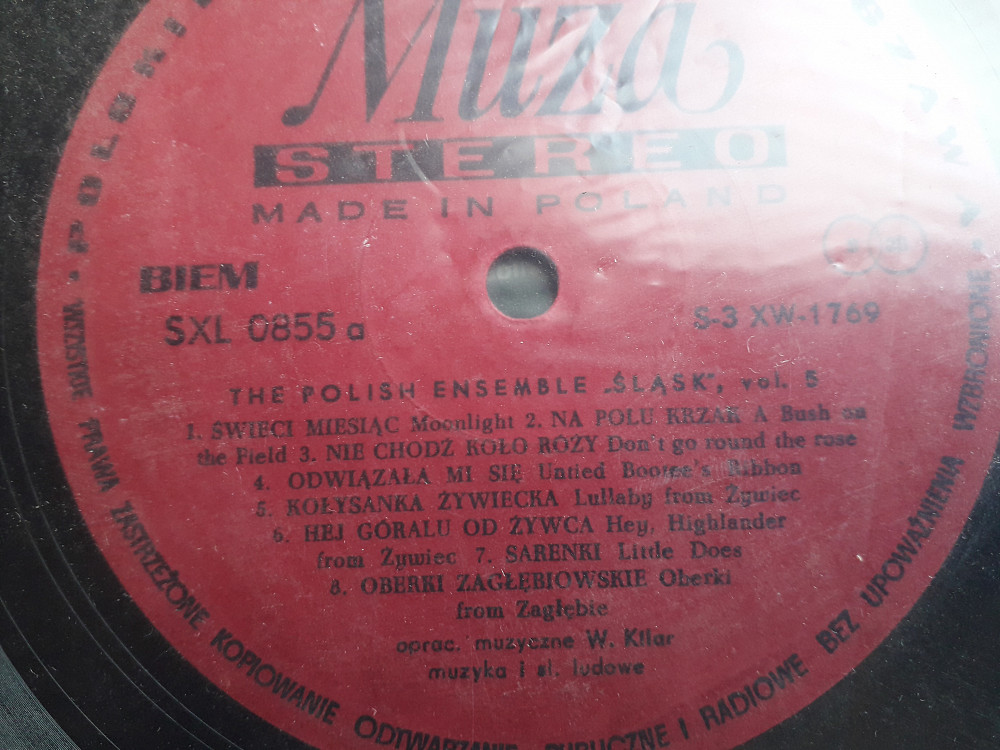 Muza
STEREO
MADE IN POLAND
BIEM
SXL 0855 a
S-3 XW-1769
THE POLISH ENSEMBLE „ŚLĄSK”, vol. 5
1. ŚWIECI MIESIĄC Moonlight 2. NA POLU KRZAK A Bush on
the Field 3. NIE CHODŹ KOŁO RÓŻY Don't go round the rose
4. ODWIĄZAŁA MI SIĘ Untied Bootee's Ribbon
5. KOŁYSANKA ŻYWIECKA Lullaby from Żywiec
6. HEJ GÓRALU OD ŻYWCA Hey, Highlander
from Żywiec 7. SARENKI Little Does
8. OBERKI ZAGŁĘBIOWSKIE Oberki
from Zagłębie
oprac. muzyczne W. Kilar
muzyka i sł. ludowe
WSZYSTKIE PRAWA ZASTRZEŻONE KOPIOWANIE ODTWARZANIE PUBLICZNE I RADIOWE BEZ UPOWAŻNIENIA WZBRONIONE